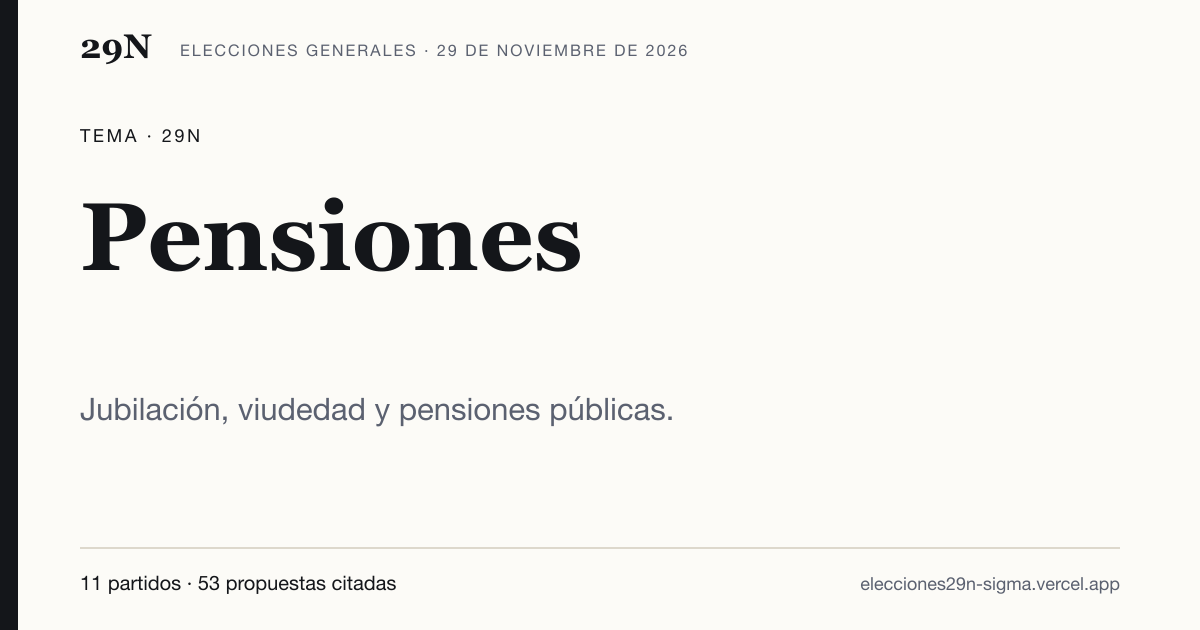 29N ELECCIONES GENERALES · 29 DE NOVIEMBRE DE 2026
TEMA · 29N
Pensiones
Jubilación, viudedad y pensiones públicas.
11 partidos · 53 propuestas citadas
elecciones29n-sigma.vercel.app